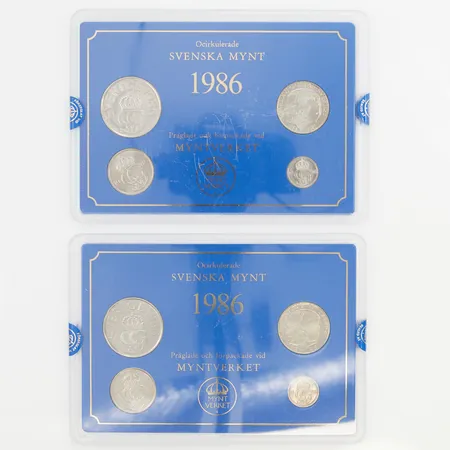 Ocirkulerade
SVENSKA MYNT
1986
Präglade och förpackade vid
MYNTVERKET
Ocirkulerade
SVENSKA MYNT
1986
Präglade och förpackade vid
MYNTVERKET
MYNT
VERKET